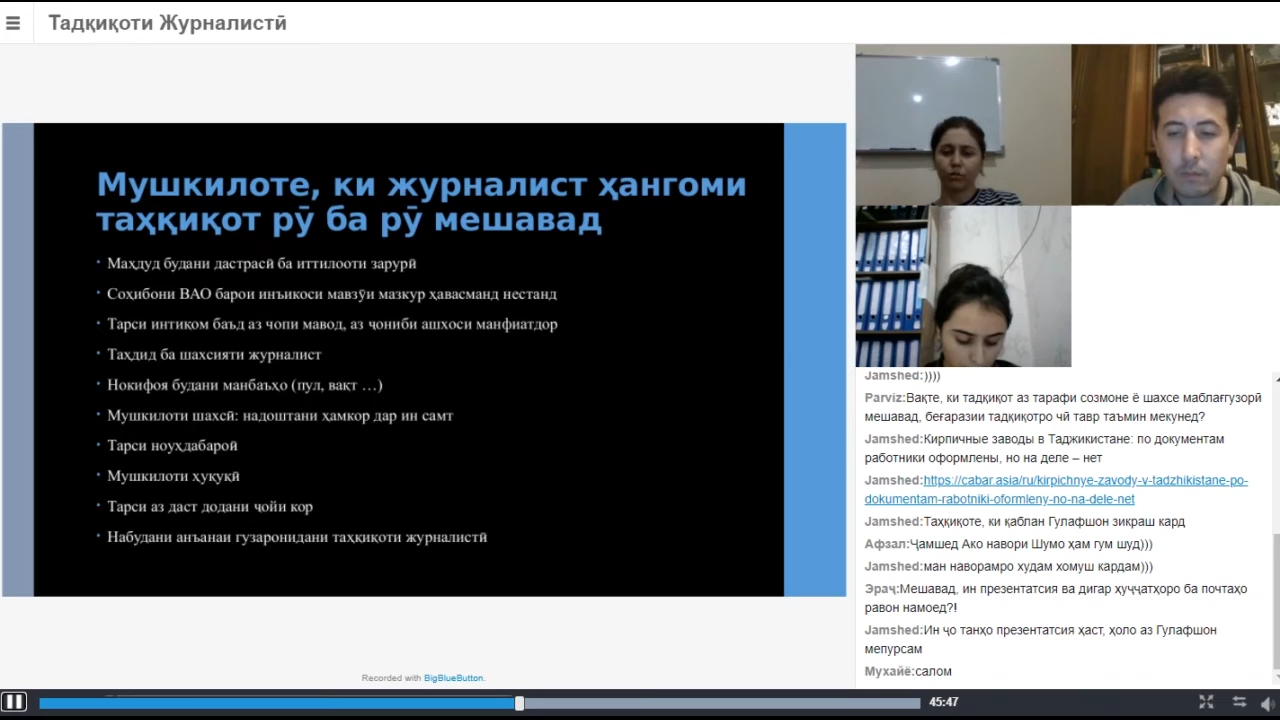 Тадқиқоти Журналистӣ
Мушкилоте, ки журналист ҳангоми
таҳқиқот рӯ ба рӯ мешавад
Маҳдуд будани дастрасӣ ба иттилооти зарурӣ
Соҳибони ВАО барои инъикоси мавзӯи мазкур ҳавасманд нестанд
Тарси интиқом баъд аз чопи мавод, аз ҷониби ашхоси манфиатдор
Таҳдид ба шахсияти журналист
Нокифоя будани манбаъҳо (пул, вақт …)
Мушкилоти шахсӣ: надоштани ҳамкор дар ин самт
Тарси ноуҳдабароӣ
Мушкилоти ҳуқуқӣ
Тарси аз даст додани ҷойи кор
Набудани анъанаи гузаронидани таҳқиқоти журналистӣ
Recorded with BigBlueButton.
Jamshed:))))
Parviz:Вақте, ки тадқиқот аз тарафи созмоне ё шахсе маблағгузорӣ
мешавад, беғаразии тадқиқотро чӣ тавр таъмин мекунед?
Jamshed:Кирпичные заводы в Таджикистане: по документам
работники оформлены, но на деле – нет
Jamshed:https://cabar.asia/ru/kirpichnye-zavody-v-tadzhikistane-po-
dokumentam-rabotniki-oformleny-no-na-dele-net
Jamshed:Таҳқиқоте, ки қаблан Гулафшон зикраш кард
Афзал:Ҷамшед Ако навори Шумо ҳам гум шуд)))
Jamshed:ман наворамро худам хомуш кардам)))
Эраҷ:Мешавад, ин презентатсия ва дигар ҳуҷҷатҳоро ба почтаҳо
равон намоед?!
Jamshed:Ин ҷо танҳо презентатсия ҳаст, ҳоло аз Гулафшон
мепурсам
Мухайё:салом
45:47